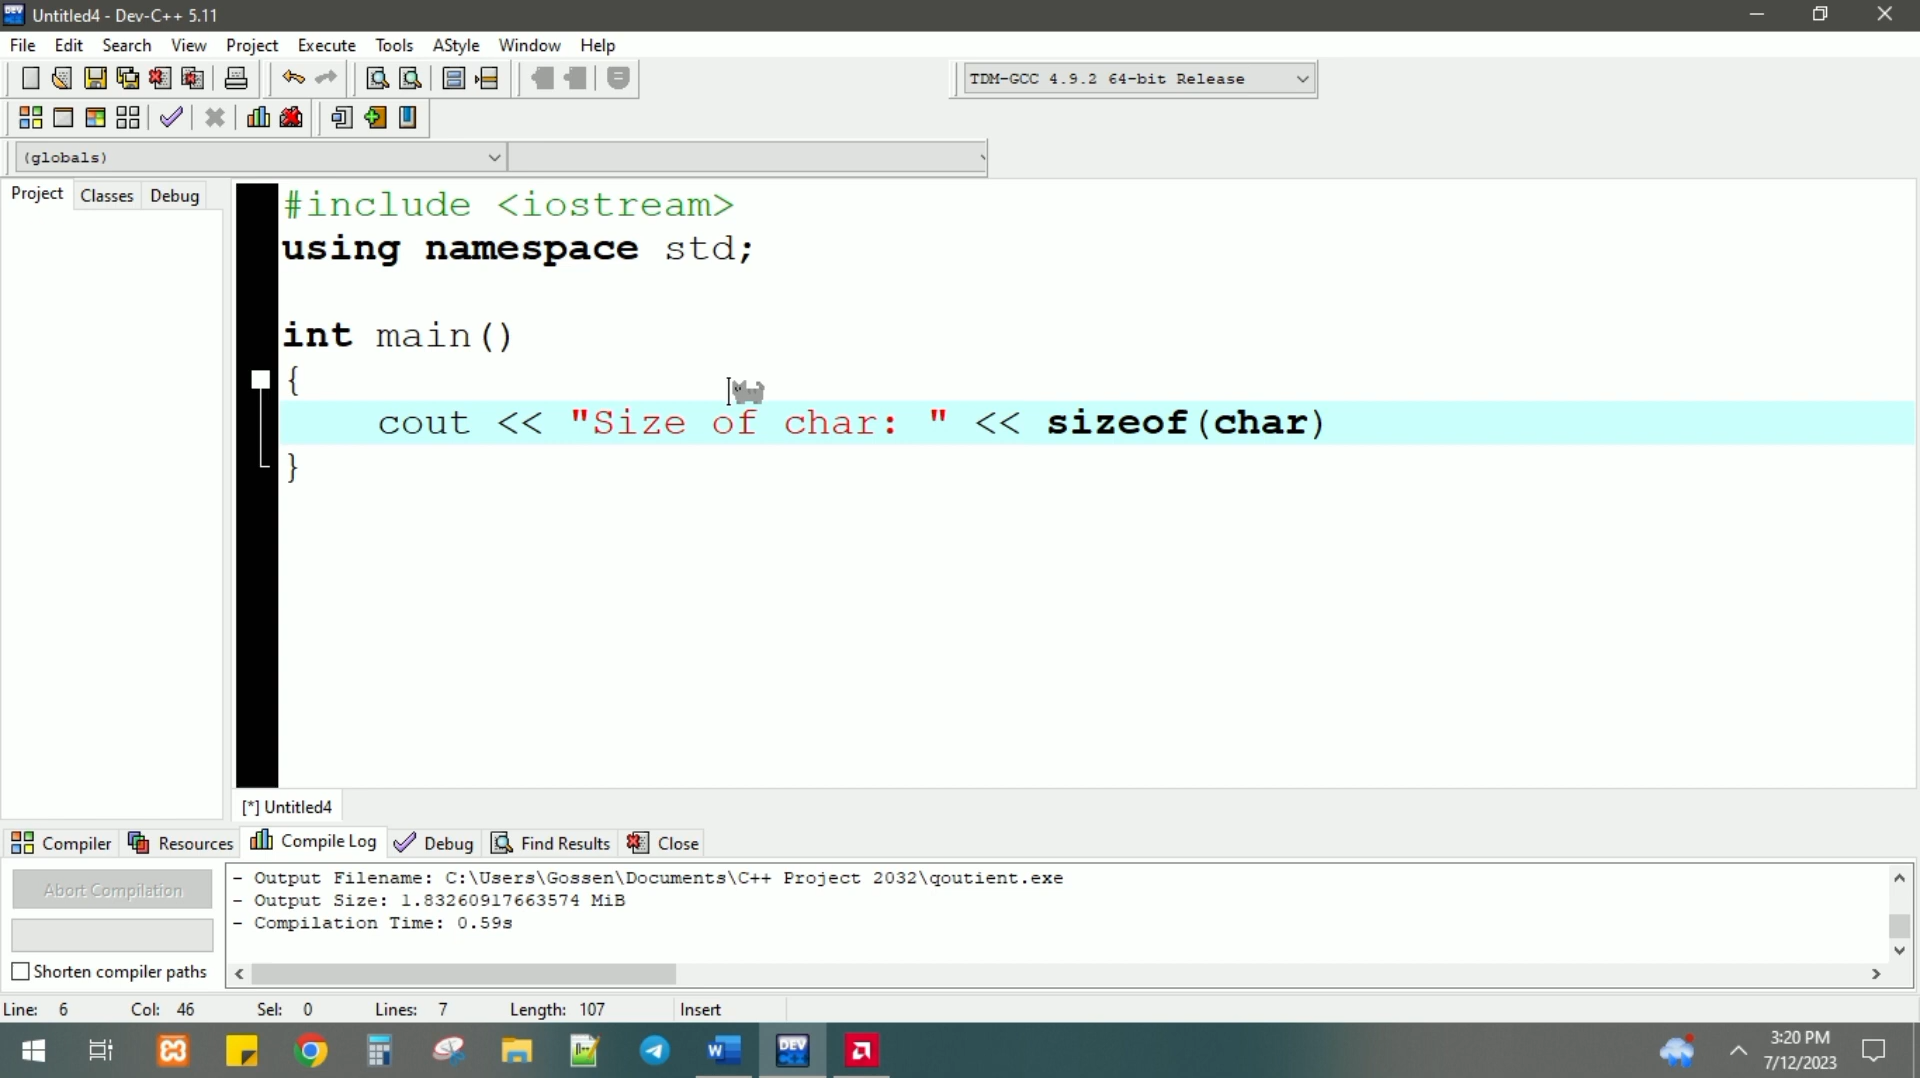 Untitled4 - Dev-C++ 5.11
File Edit Search View Project Execute Tools AStyle Window Help
TDM-GCC 4.9.2 64-bit Release
(globals)
Project Classes Debug
#include <iostream>
using namespace std;
int main()
{
cout << "Size of char: " << sizeof(char)
}
[*] Untitled4
Compiler Resources Compile Log Debug Find Results Close
Abort Compilation
Shorten compiler paths
- Output Filename: C:\Users\Gossen\Documents\C++ Project 2032\qoutient.exe
- Output Size: 1.83260917663574 MiB
- Compilation Time: 0.59s
Line: 6 Col: 46 Sel: 0 Lines: 7 Length: 107 Insert
3:20 PM
7/12/2023